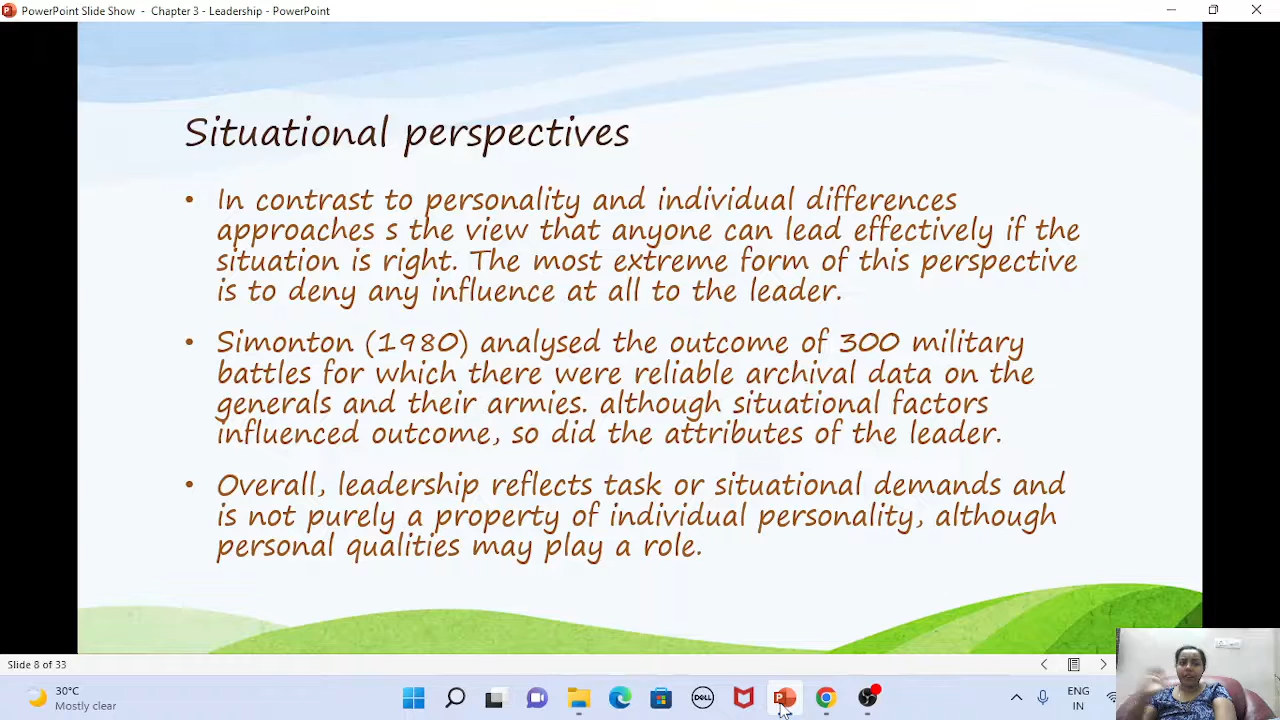 PowerPoint Slide Show - Chapter 3 - Leadership - PowerPoint
Situational perspectives
• In contrast to personality and individual differences
approaches s the view that anyone can lead effectively if the
situation is right. The most extreme form of this perspective
is to deny any influence at all to the leader.
• Simonton (1980) analysed the outcome of 300 military
battles for which there were reliable archival data on the
generals and their armies. although situational factors
influenced outcome, so did the attributes of the leader.
• Overall, leadership reflects task or situational demands and
is not purely a property of individual personality, although
personal qualities may play a role.
Slide 8 of 33
30°C
Mostly clear
DELL
ENG
IN